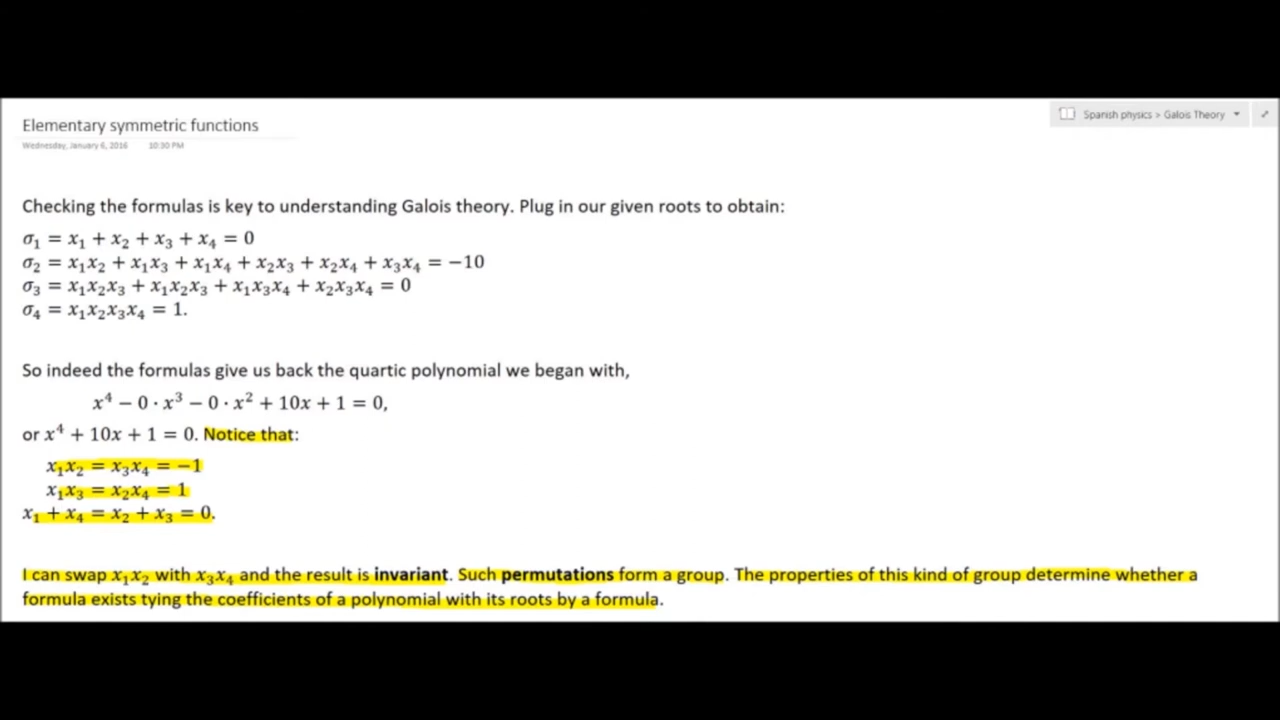 Elementary symmetric functions
Spanish physics > Galois Theory
Wednesday, January 6, 2016 10:30 PM
Checking the formulas is key to understanding Galois theory. Plug in our given roots to obtain:
σ₁ = x₁ + x₂ + x₃ + x₄ = 0
σ₂ = x₁x₂ + x₁x₃ + x₁x₄ + x₂x₃ + x₂x₄ + x₃x₄ = −10
σ₃ = x₁x₂x₃ + x₁x₂x₃ + x₁x₃x₄ + x₂x₃x₄ = 0
σ₄ = x₁x₂x₃x₄ = 1.
So indeed the formulas give us back the quartic polynomial we began with,
x⁴ − 0 · x³ − 0 · x² + 10x + 1 = 0,
or x⁴ + 10x + 1 = 0. Notice that:
x₁x₂ = x₃x₄ = −1
x₁x₃ = x₂x₄ = 1
x₁ + x₄ = x₂ + x₃ = 0.
I can swap x₁x₂ with x₃x₄ and the result is invariant. Such permutations form a group. The properties of this kind of group determine whether a
formula exists tying the coefficients of a polynomial with its roots by a formula.